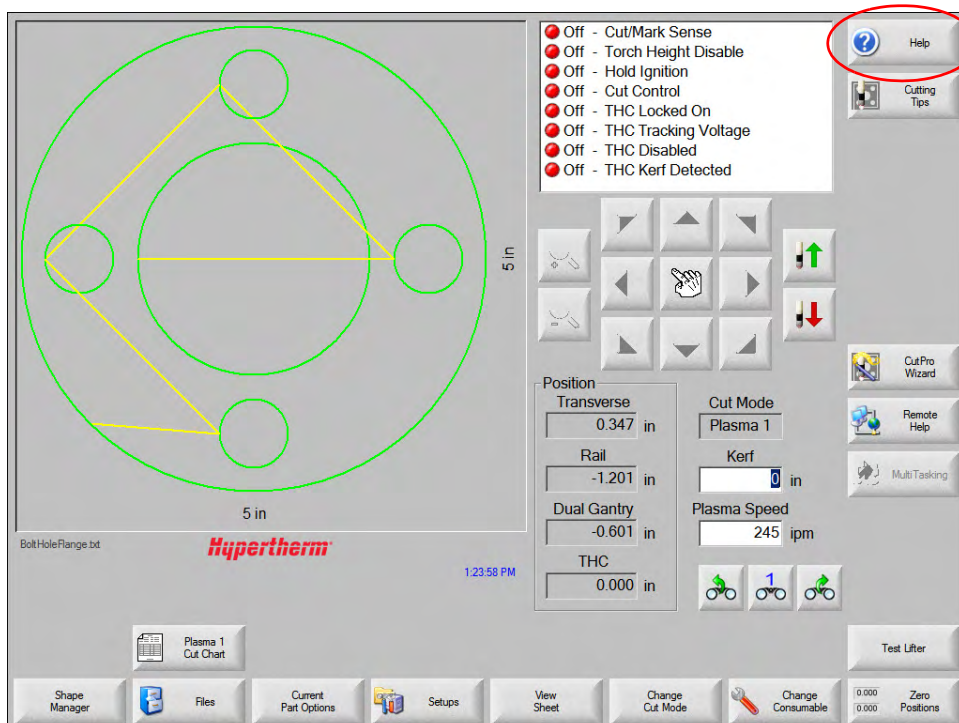 Off - Cut/Mark Sense
Off - Torch Height Disable
Off - Hold Ignition
Off - Cut Control
Off - THC Locked On
Off - THC Tracking Voltage
Off - THC Disabled
Off - THC Kerf Detected
Help
Cutting
Tips
5 in
5 in
BoltHoleFlange.txt
Hypertherm
1:23:58 PM
Position
Transverse
0.347 in
Rail
-1.201 in
Dual Gantry
-0.601 in
THC
0.000 in
Cut Mode
Plasma 1
Kerf
0 in
Plasma Speed
245 ipm
1
CutPro
Wizard
Remote
Help
MultiTasking
Plasma 1
Cut Chart
Test Lifter
Shape
Manager
Files
Current
Part Options
Setups
View
Sheet
Change
Cut Mode
Change
Consumable
0.000
0.000
Zero
Positions